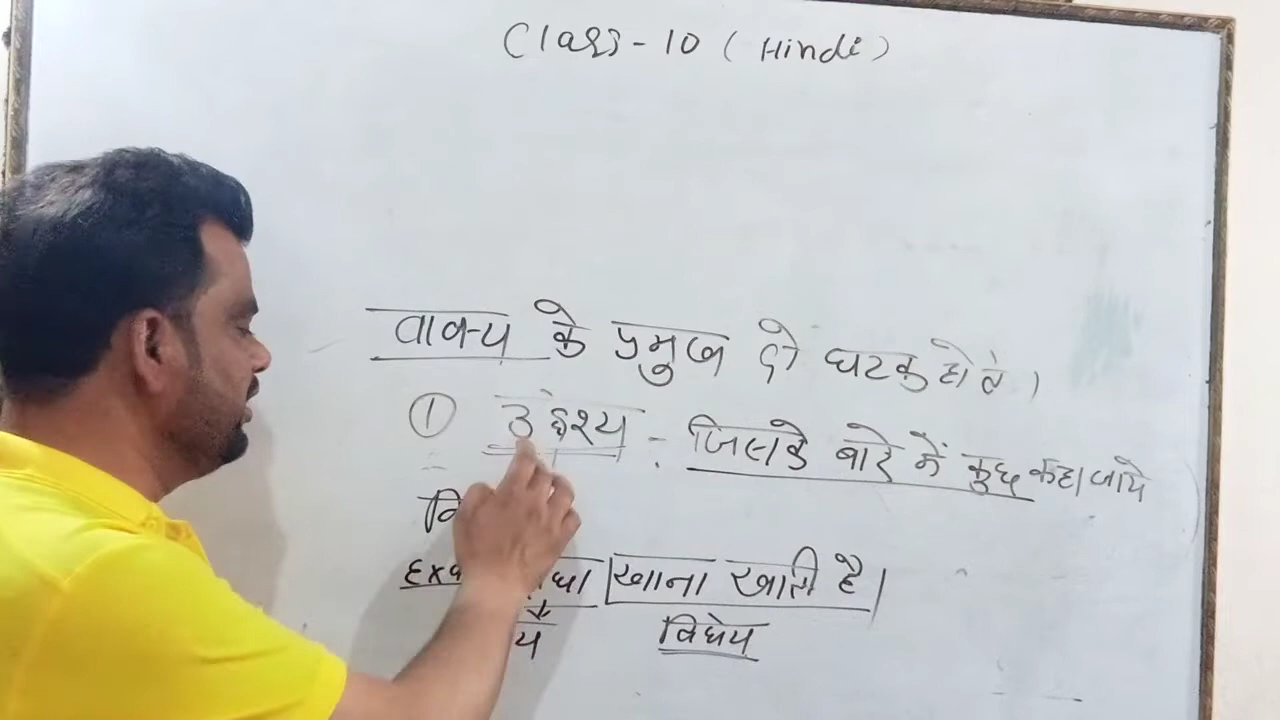 Class-10 (Hindi)
वाक्य के प्रमुख दो घटक होते।
① उद्देश्य :- जिसके बारे में कुछ कहा जाये
वि
खाना खाती है।
विधेय